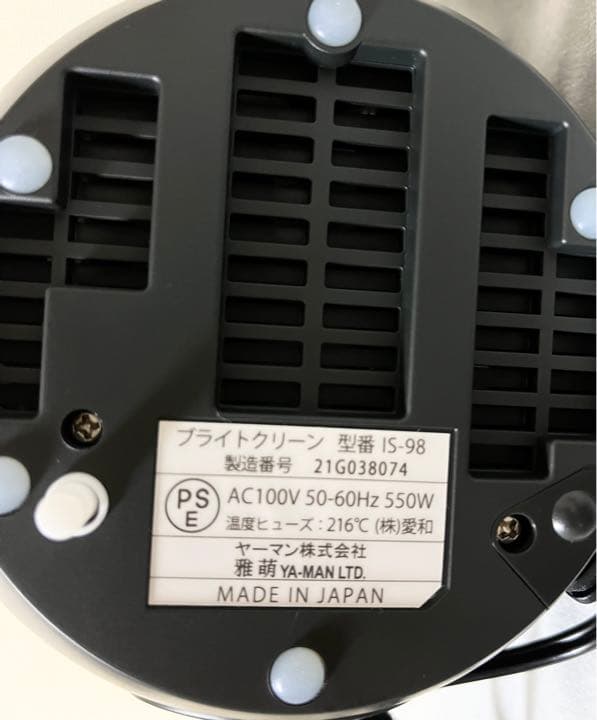 ブライトクリーン 型番 IS-98
製造番号 21G038074
PSE AC100V 50-60Hz 550W
温度ヒューズ:216℃ (株)愛和
ヤーマン株式会社
雅萌 YA-MAN LTD.
MADE IN JAPAN